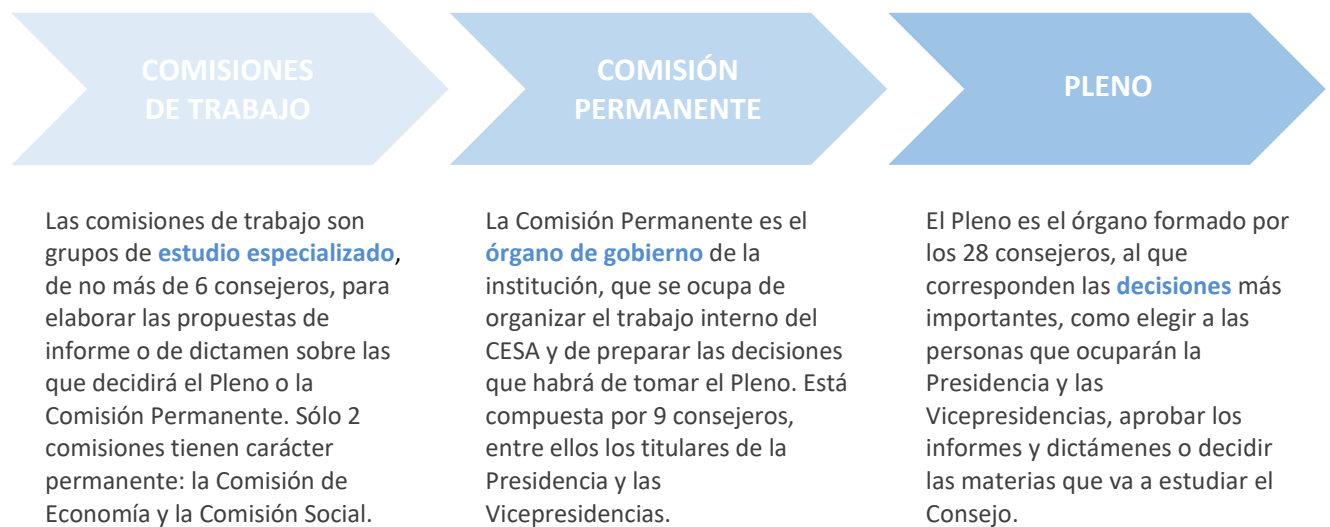 COMISIONES
DE TRABAJO
Las comisiones de trabajo son
grupos de estudio especializado,
de no más de 6 consejeros, para
elaborar las propuestas de
informe o de dictamen sobre las
que decidirá el Pleno o la
Comisión Permanente. Sólo 2
comisiones tienen carácter
permanente: la Comisión de
Economía y la Comisión Social.
COMISIÓN
PERMANENTE
La Comisión Permanente es el
órgano de gobierno de la
institución, que se ocupa de
organizar el trabajo interno del
CESA y de preparar las decisiones
que habrá de tomar el Pleno. Está
compuesta por 9 consejeros,
entre ellos los titulares de la
Presidencia y las
Vicepresidencias.
PLENO
El Pleno es el órgano formado por
los 28 consejeros, al que
corresponden las decisiones más
importantes, como elegir a las
personas que ocuparán la
Presidencia y las
Vicepresidencias, aprobar los
informes y dictámenes o decidir
las materias que va a estudiar el
Consejo.